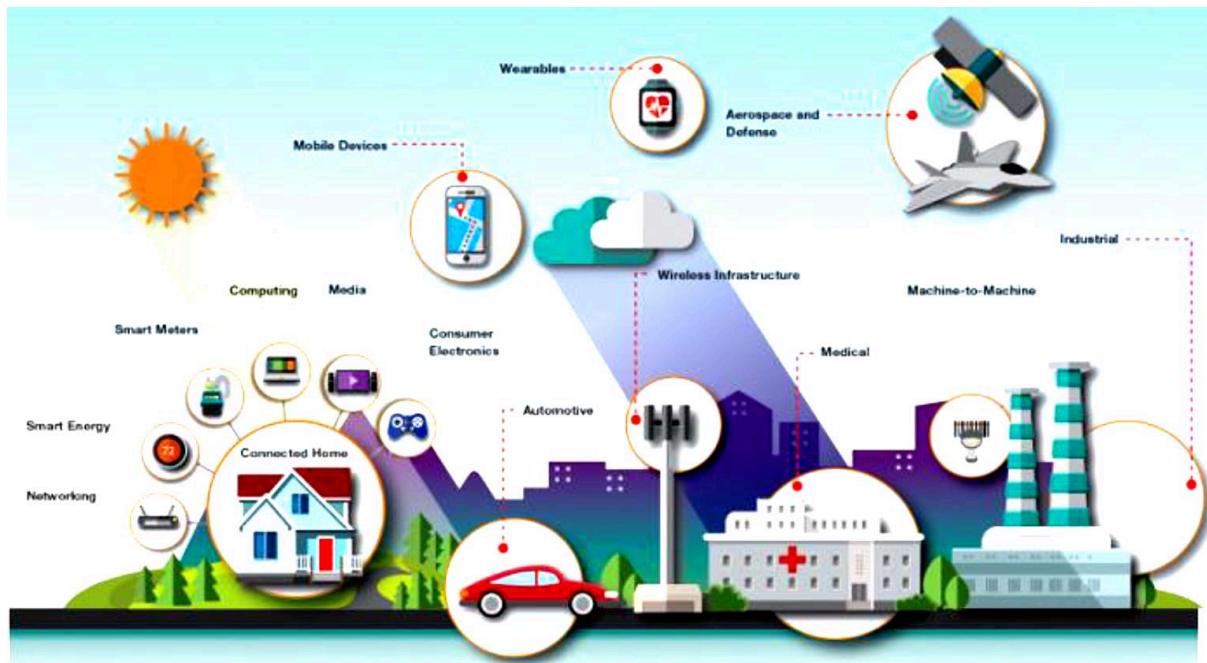 Wearables
Aerospace and
Defense
Mobile Devices
Industrial
Wireless Infrastructure
Computing
Media
Machine-to-Machine
Smart Meters
Consumer
Electronics
Medical
Automotive
Smart Energy
72
Connected Home
Networking